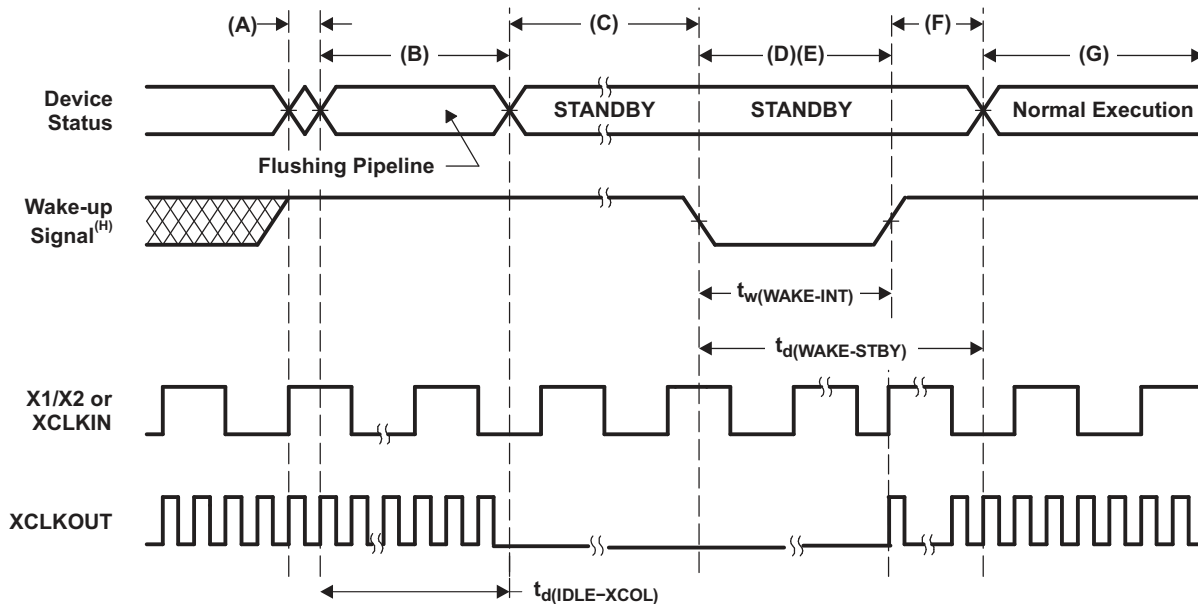 (A)
(C)
(F)
(B)
(D)(E)
(G)
Device
Status
STANDBY
STANDBY
Normal Execution
Flushing Pipeline
Wake-up
Signal(H)
tw(WAKE-INT)
td(WAKE-STBY)
X1/X2 or
XCLKIN
XCLKOUT
td(IDLE−XCOL)